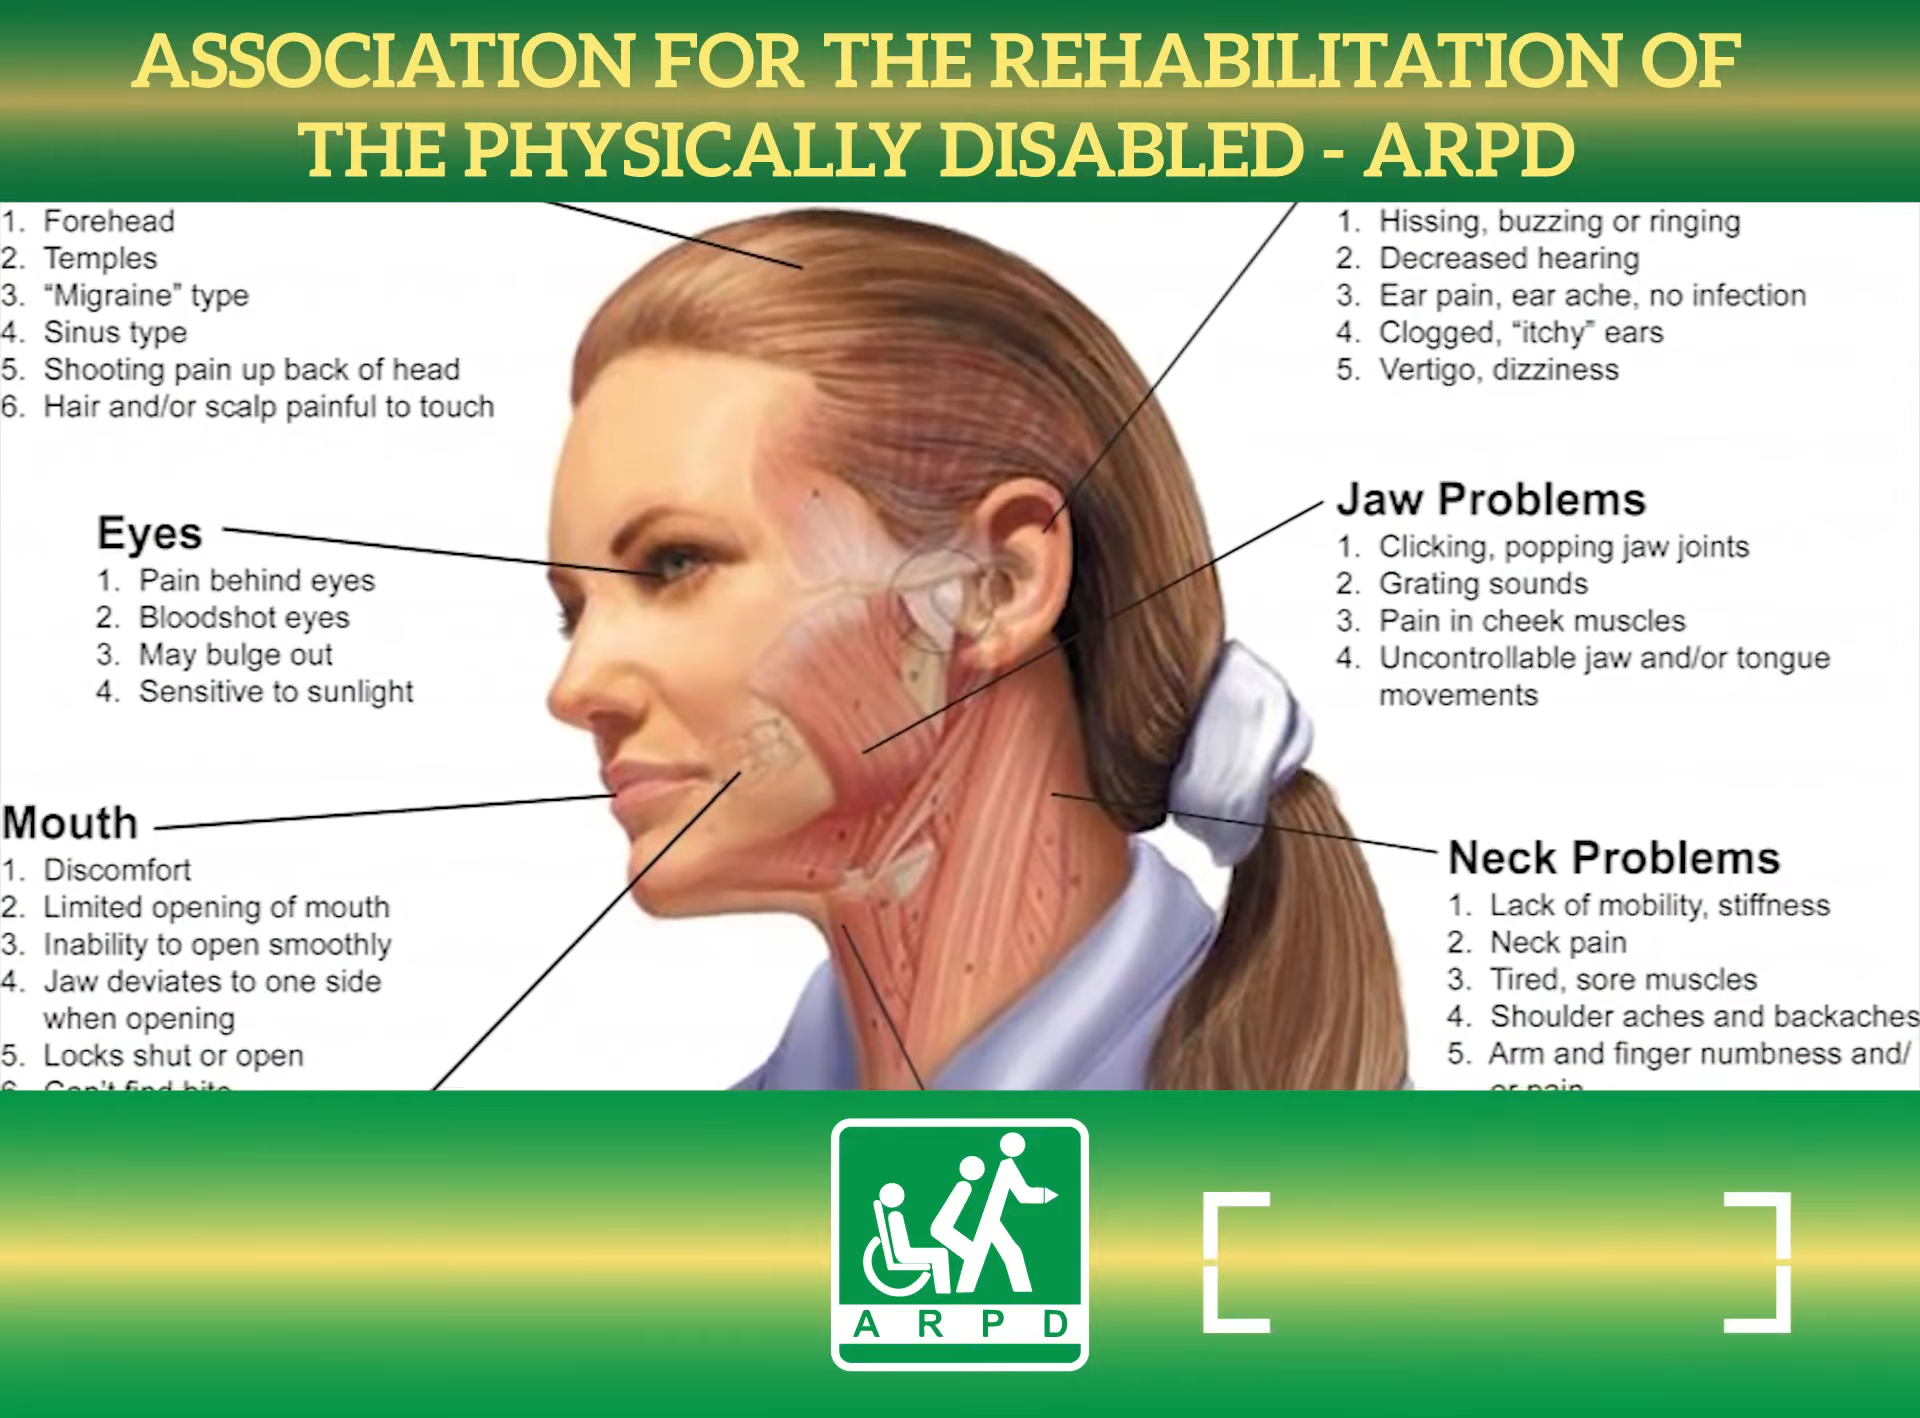 ASSOCIATION FOR THE REHABILITATION OF
THE PHYSICALLY DISABLED - ARPD
1. Forehead
2. Temples
3. “Migraine” type
4. Sinus type
5. Shooting pain up back of head
6. Hair and/or scalp painful to touch
Eyes
1. Pain behind eyes
2. Bloodshot eyes
3. May bulge out
4. Sensitive to sunlight
Mouth
1. Discomfort
2. Limited opening of mouth
3. Inability to open smoothly
4. Jaw deviates to one side
when opening
5. Locks shut or open
6. Can't find bite
1. Hissing, buzzing or ringing
2. Decreased hearing
3. Ear pain, ear ache, no infection
4. Clogged, “itchy” ears
5. Vertigo, dizziness
Jaw Problems
1. Clicking, popping jaw joints
2. Grating sounds
3. Pain in cheek muscles
4. Uncontrollable jaw and/or tongue
movements
Neck Problems
1. Lack of mobility, stiffness
2. Neck pain
3. Tired, sore muscles
4. Shoulder aches and backaches
5. Arm and finger numbness and/
or pain
A R P D